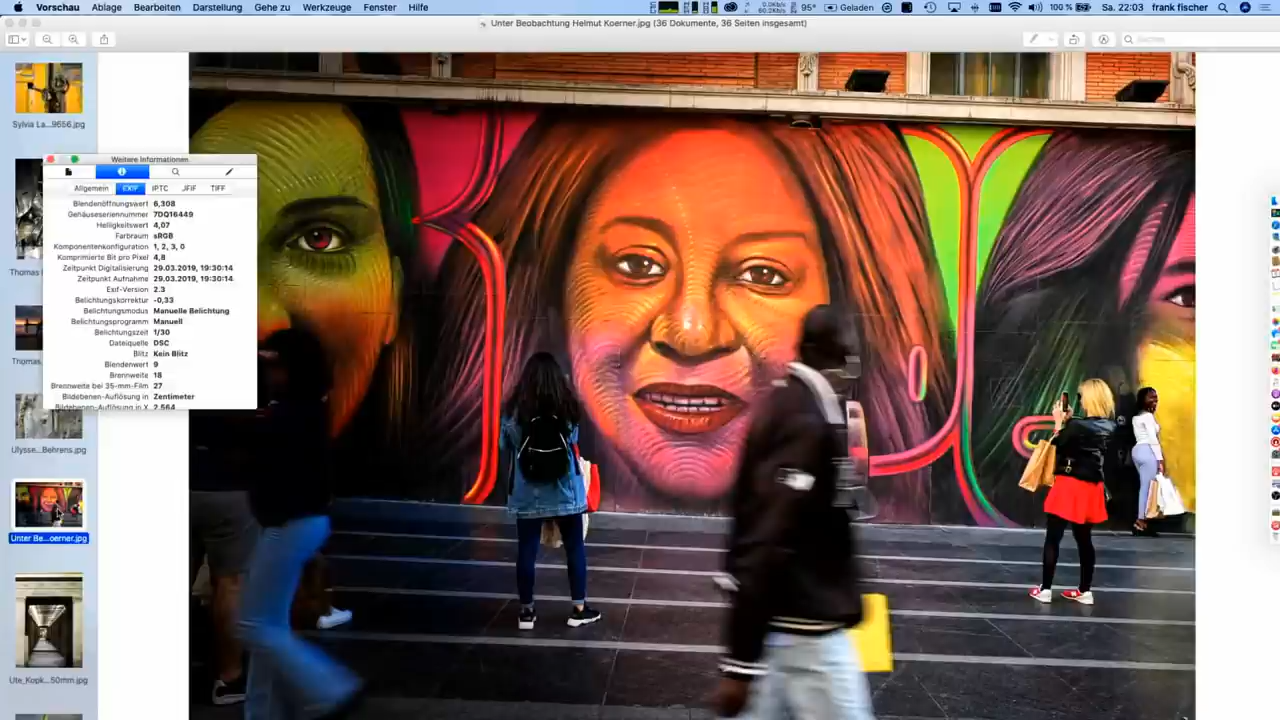 Vorschau Ablage Bearbeiten Darstellung Gehe zu Werkzeuge Fenster Hilfe 95° Geladen 100 % Sa. 22:03 frank fischer
Unter Beobachtung Helmut Koerner.jpg (36 Dokumente, 36 Seiten insgesamt)
Suchen
Sylvia La...9656.jpg
Thomas
Thomas.
Ulysse...Behrens.jpg
Unter Be...oerner.jpg
Ute_Kopk...50mm.jpg
Weitere Informationen
Allgemein EXIF IPTC JFIF TIFF
Blendenöffnungswert 6,308
Gehäuseseriennummer 7DQ16449
Helligkeitswert 4,07
Farbraum sRGB
Komponentenkonfiguration 1, 2, 3, 0
Komprimierte Bit pro Pixel 4,8
Zeitpunkt Digitalisierung 29.03.2019, 19:30:14
Zeitpunkt Aufnahme 29.03.2019, 19:30:14
Exif-Version 2.3
Belichtungskorrektur -0,33
Belichtungsmodus Manuelle Belichtung
Belichtungsprogramm Manuell
Belichtungszeit 1/30
Dateiquelle DSC
Blitz Kein Blitz
Blendenwert 9
Brennweite 18
Brennweite bei 35-mm-Film 27
Bildebenen-Auflösung in Zentimeter
Bildebenen-Auflösung in X 2.564